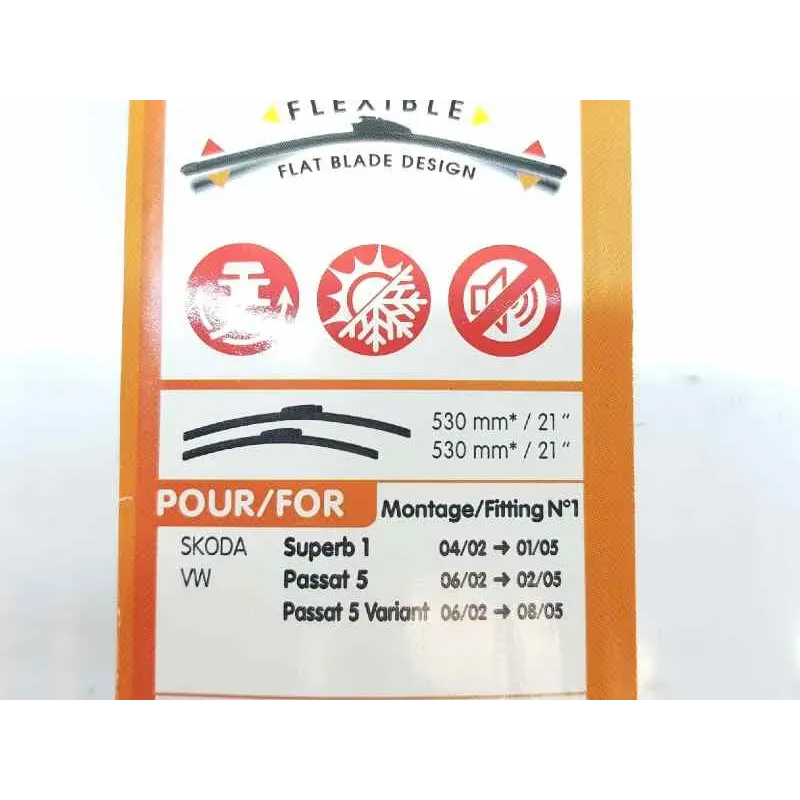 FLEXIBLE
FLAT BLADE DESIGN
530 mm* / 21"
530 mm* / 21"
POUR/FOR Montage/Fitting N°1
SKODA Superb 1 04/02 → 01/05
VW Passat 5 06/02 → 02/05
Passat 5 Variant 06/02 → 08/05